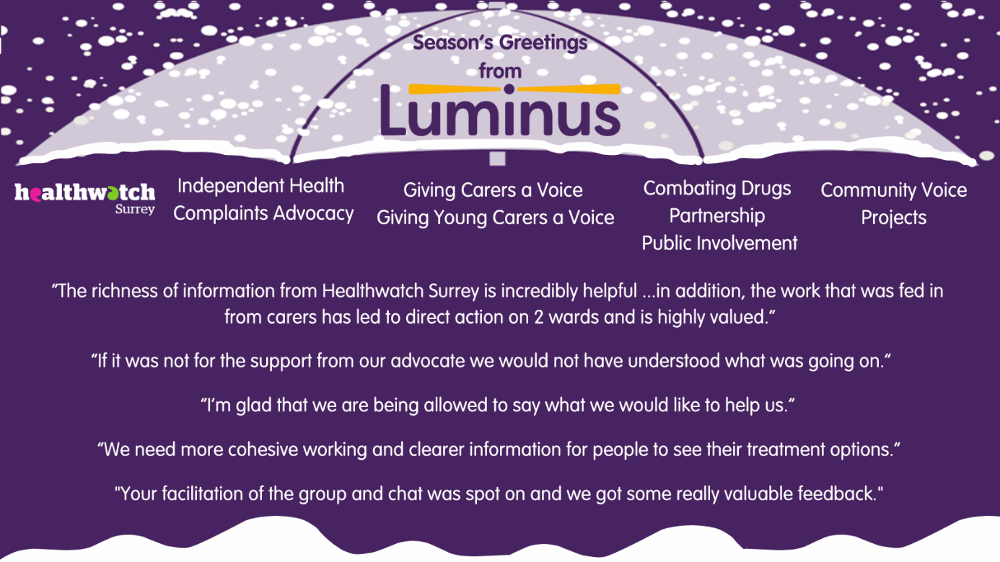 Season's Greetings
from
Luminus
healthwatch
Surrey
Independent Health
Complaints Advocacy
Giving Carers a Voice
Giving Young Carers a Voice
Combating Drugs
Partnership
Public Involvement
Community Voice
Projects
"The richness of information from Healthwatch Surrey is incredibly helpful ...in addition, the work that was fed in
from carers has led to direct action on 2 wards and is highly valued."
"If it was not for the support from our advocate we would not have understood what was going on."
"I'm glad that we are being allowed to say what we would like to help us."
"We need more cohesive working and clearer information for people to see their treatment options."
"Your facilitation of the group and chat was spot on and we got some really valuable feedback."